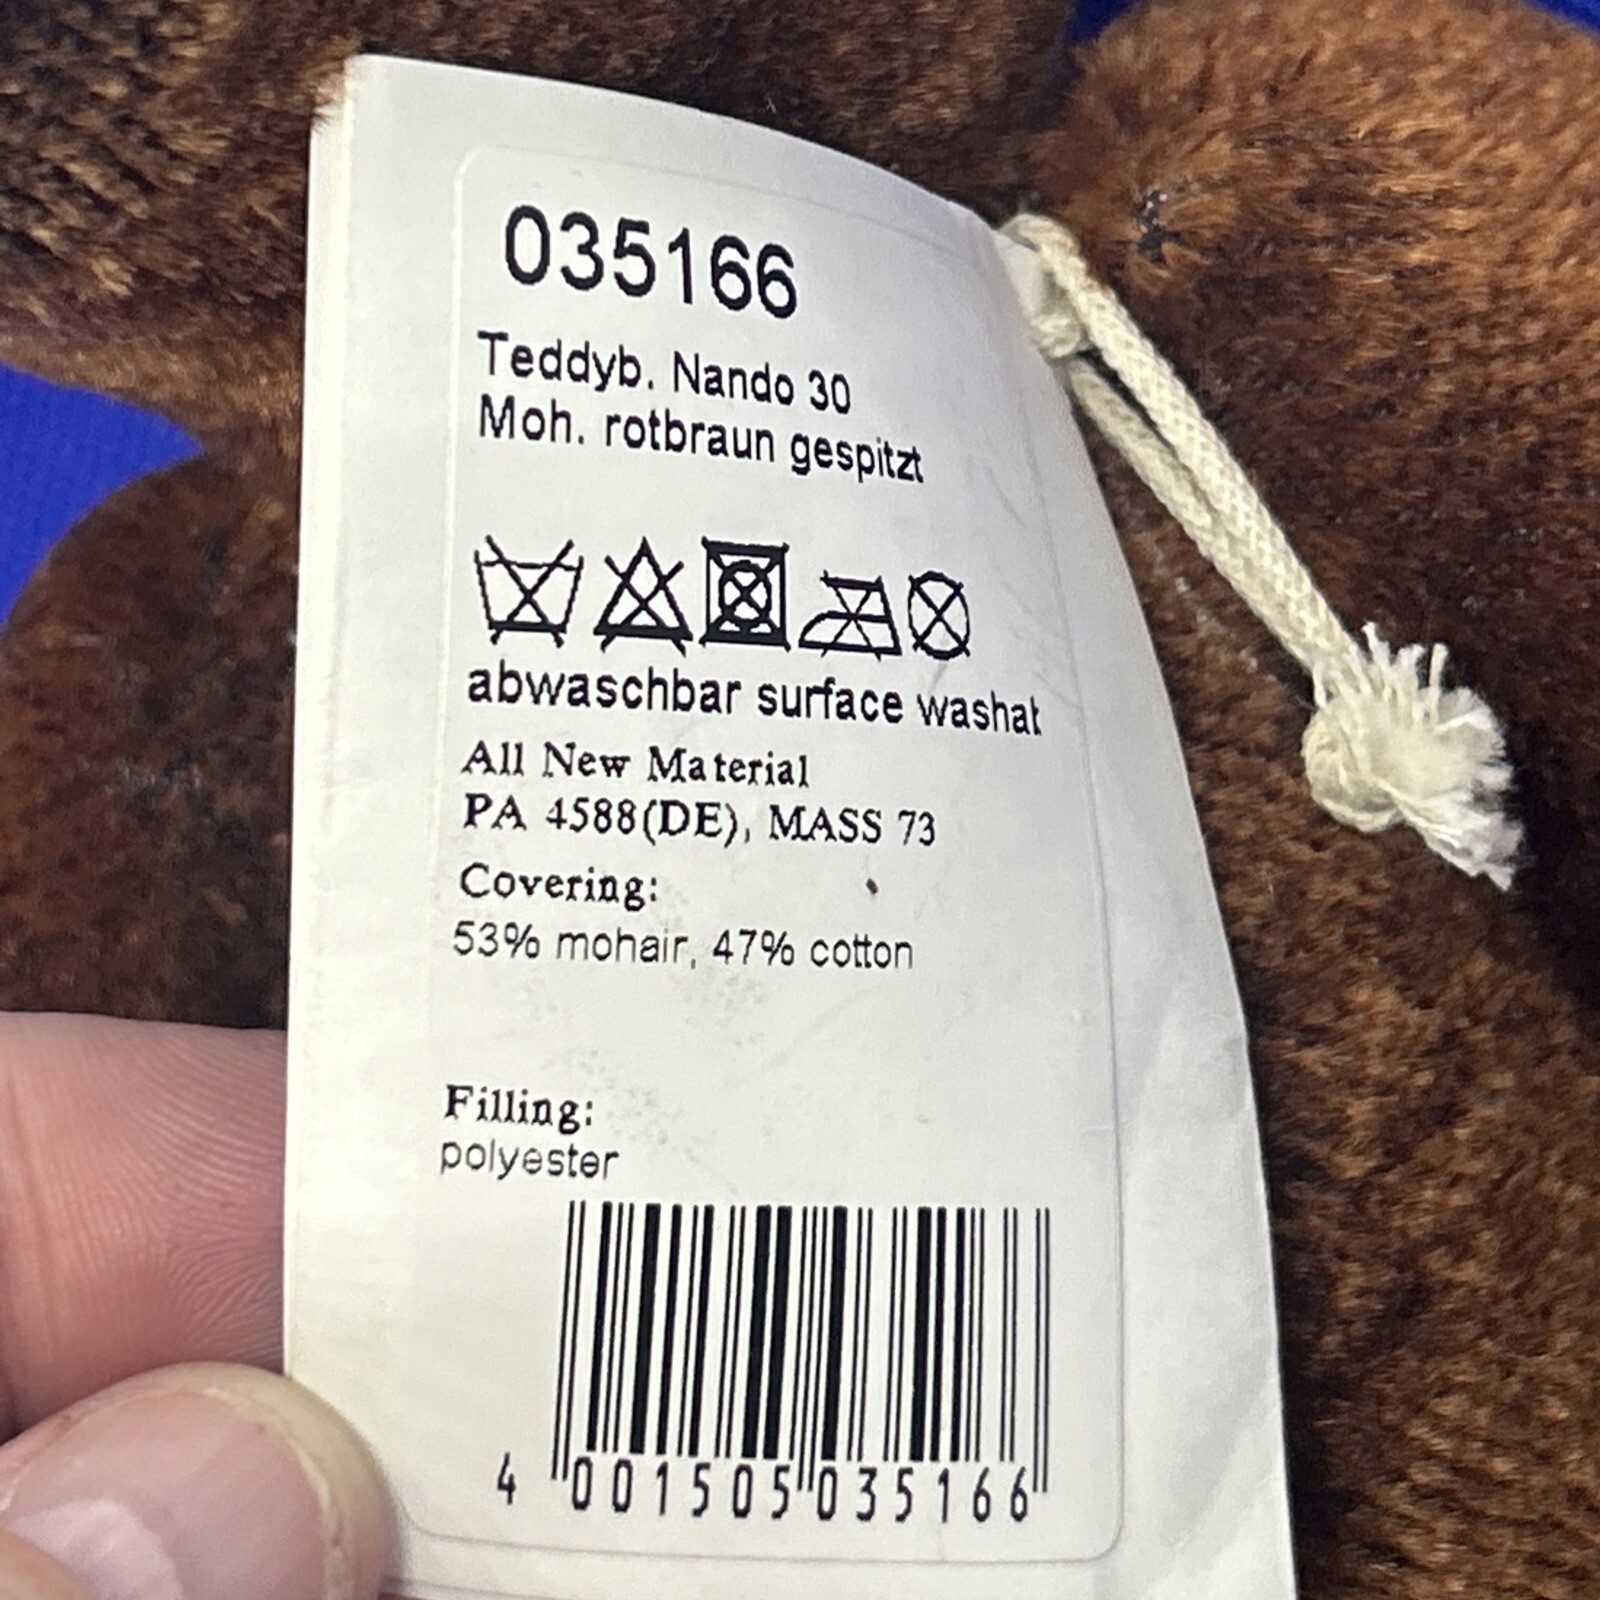 035166
Teddyb. Nando 30
Moh. rotbraun gespitzt
abwaschbar surface washat
All New Material
PA 4588(DE), MASS 73
Covering:
53% mohair, 47% cotton
Filling:
polyester
4 001505 035166